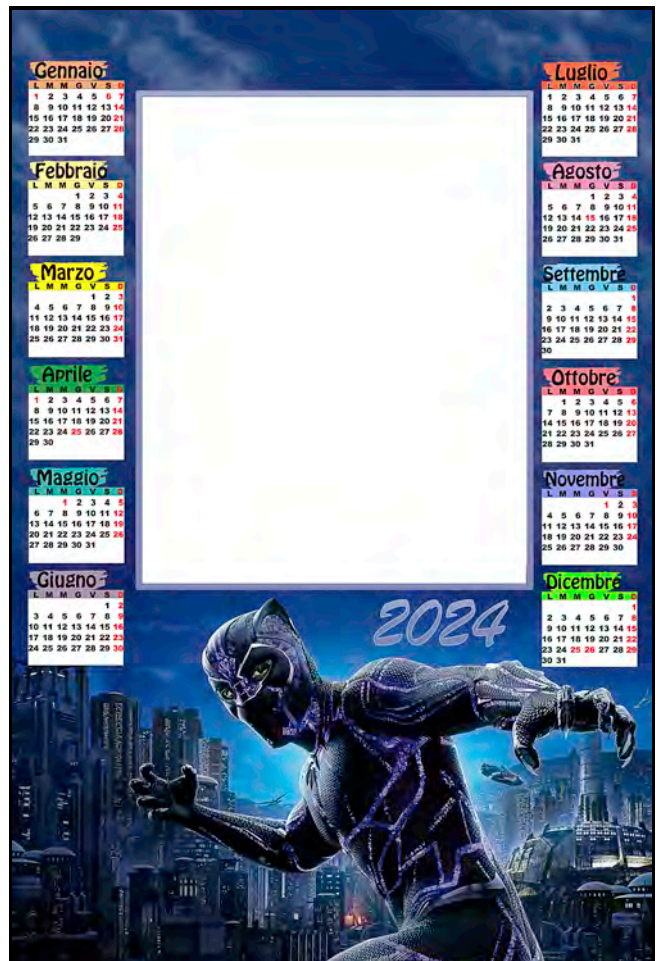 Gennaio
L M M G V S D
1 2 3 4 5 6 7
8 9 10 11 12 13 14
15 16 17 18 19 20 21
22 23 24 25 26 27 28
29 30 31
Febbraio
L M M G V S D
1 2 3 4
5 6 7 8 9 10 11
12 13 14 15 16 17 18
19 20 21 22 23 24 25
26 27 28 29
Marzo
L M M G V S D
1 2 3
4 5 6 7 8 9 10
11 12 13 14 15 16 17
18 19 20 21 22 23 24
25 26 27 28 29 30 31
Aprile
L M M G V S D
1 2 3 4 5 6 7
8 9 10 11 12 13 14
15 16 17 18 19 20 21
22 23 24 25 26 27 28
29 30
Maggio
L M M G V S D
1 2 3 4 5
6 7 8 9 10 11 12
13 14 15 16 17 18 19
20 21 22 23 24 25 26
27 28 29 30 31
Giugno
L M M G V S D
1 2
3 4 5 6 7 8 9
10 11 12 13 14 15 16
17 18 19 20 21 22 23
24 25 26 27 28 29 30
Luglio
L M M G V S D
1 2 3 4 5 6 7
8 9 10 11 12 13 14
15 16 17 18 19 20 21
22 23 24 25 26 27 28
29 30 31
Agosto
L M M G V S D
1 2 3 4
5 6 7 8 9 10 11
12 13 14 15 16 17 18
19 20 21 22 23 24 25
26 27 28 29 30 31
Settembre
L M M G V S D
1
2 3 4 5 6 7 8
9 10 11 12 13 14 15
16 17 18 19 20 21 22
23 24 25 26 27 28 29
30
Ottobre
L M M G V S D
1 2 3 4 5 6
7 8 9 10 11 12 13
14 15 16 17 18 19 20
21 22 23 24 25 26 27
28 29 30 31
Novembre
L M M G V S D
1 2 3
4 5 6 7 8 9 10
11 12 13 14 15 16 17
18 19 20 21 22 23 24
25 26 27 28 29 30
Dicembre
L M M G V S D
1
2 3 4 5 6 7 8
9 10 11 12 13 14 15
16 17 18 19 20 21 22
23 24 25 26 27 28 29
30 31
2024